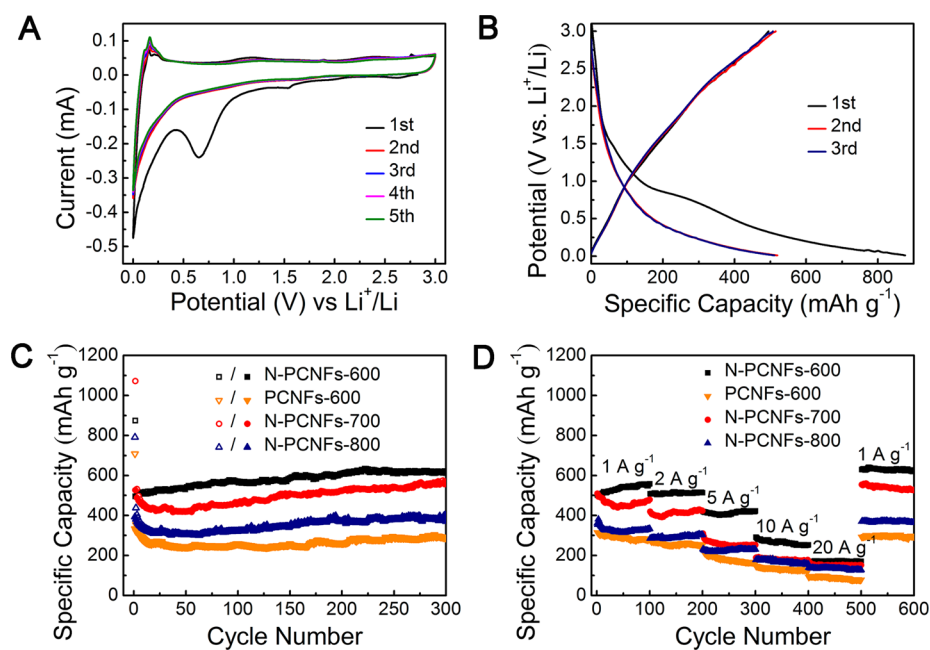 A
0.1
0.0
-0.1
-0.2
-0.3
-0.4
-0.5
Current (mA)
1st
2nd
3rd
4th
5th
0.0 0.5 1.0 1.5 2.0 2.5 3.0
Potential (V) vs Li⁺/Li
B
3.0
2.5
2.0
1.5
1.0
0.5
0.0
Potential (V vs. Li⁺/Li)
1st
2nd
3rd
0 200 400 600 800
Specific Capacity (mAh g⁻¹)
C
1200
1000
800
600
400
200
0
Specific Capacity (mAh g⁻¹)
/ N-PCNFs-600
/ PCNFs-600
/ N-PCNFs-700
/ N-PCNFs-800
0 50 100 150 200 250 300
Cycle Number
D
1200
1000
800
600
400
200
0
Specific Capacity (mAh g⁻¹)
N-PCNFs-600
PCNFs-600
N-PCNFs-700
N-PCNFs-800
1 A g⁻¹
2 A g⁻¹
5 A g⁻¹
10 A g⁻¹
20 A g⁻¹
1 A g⁻¹
0 100 200 300 400 500 600
Cycle Number